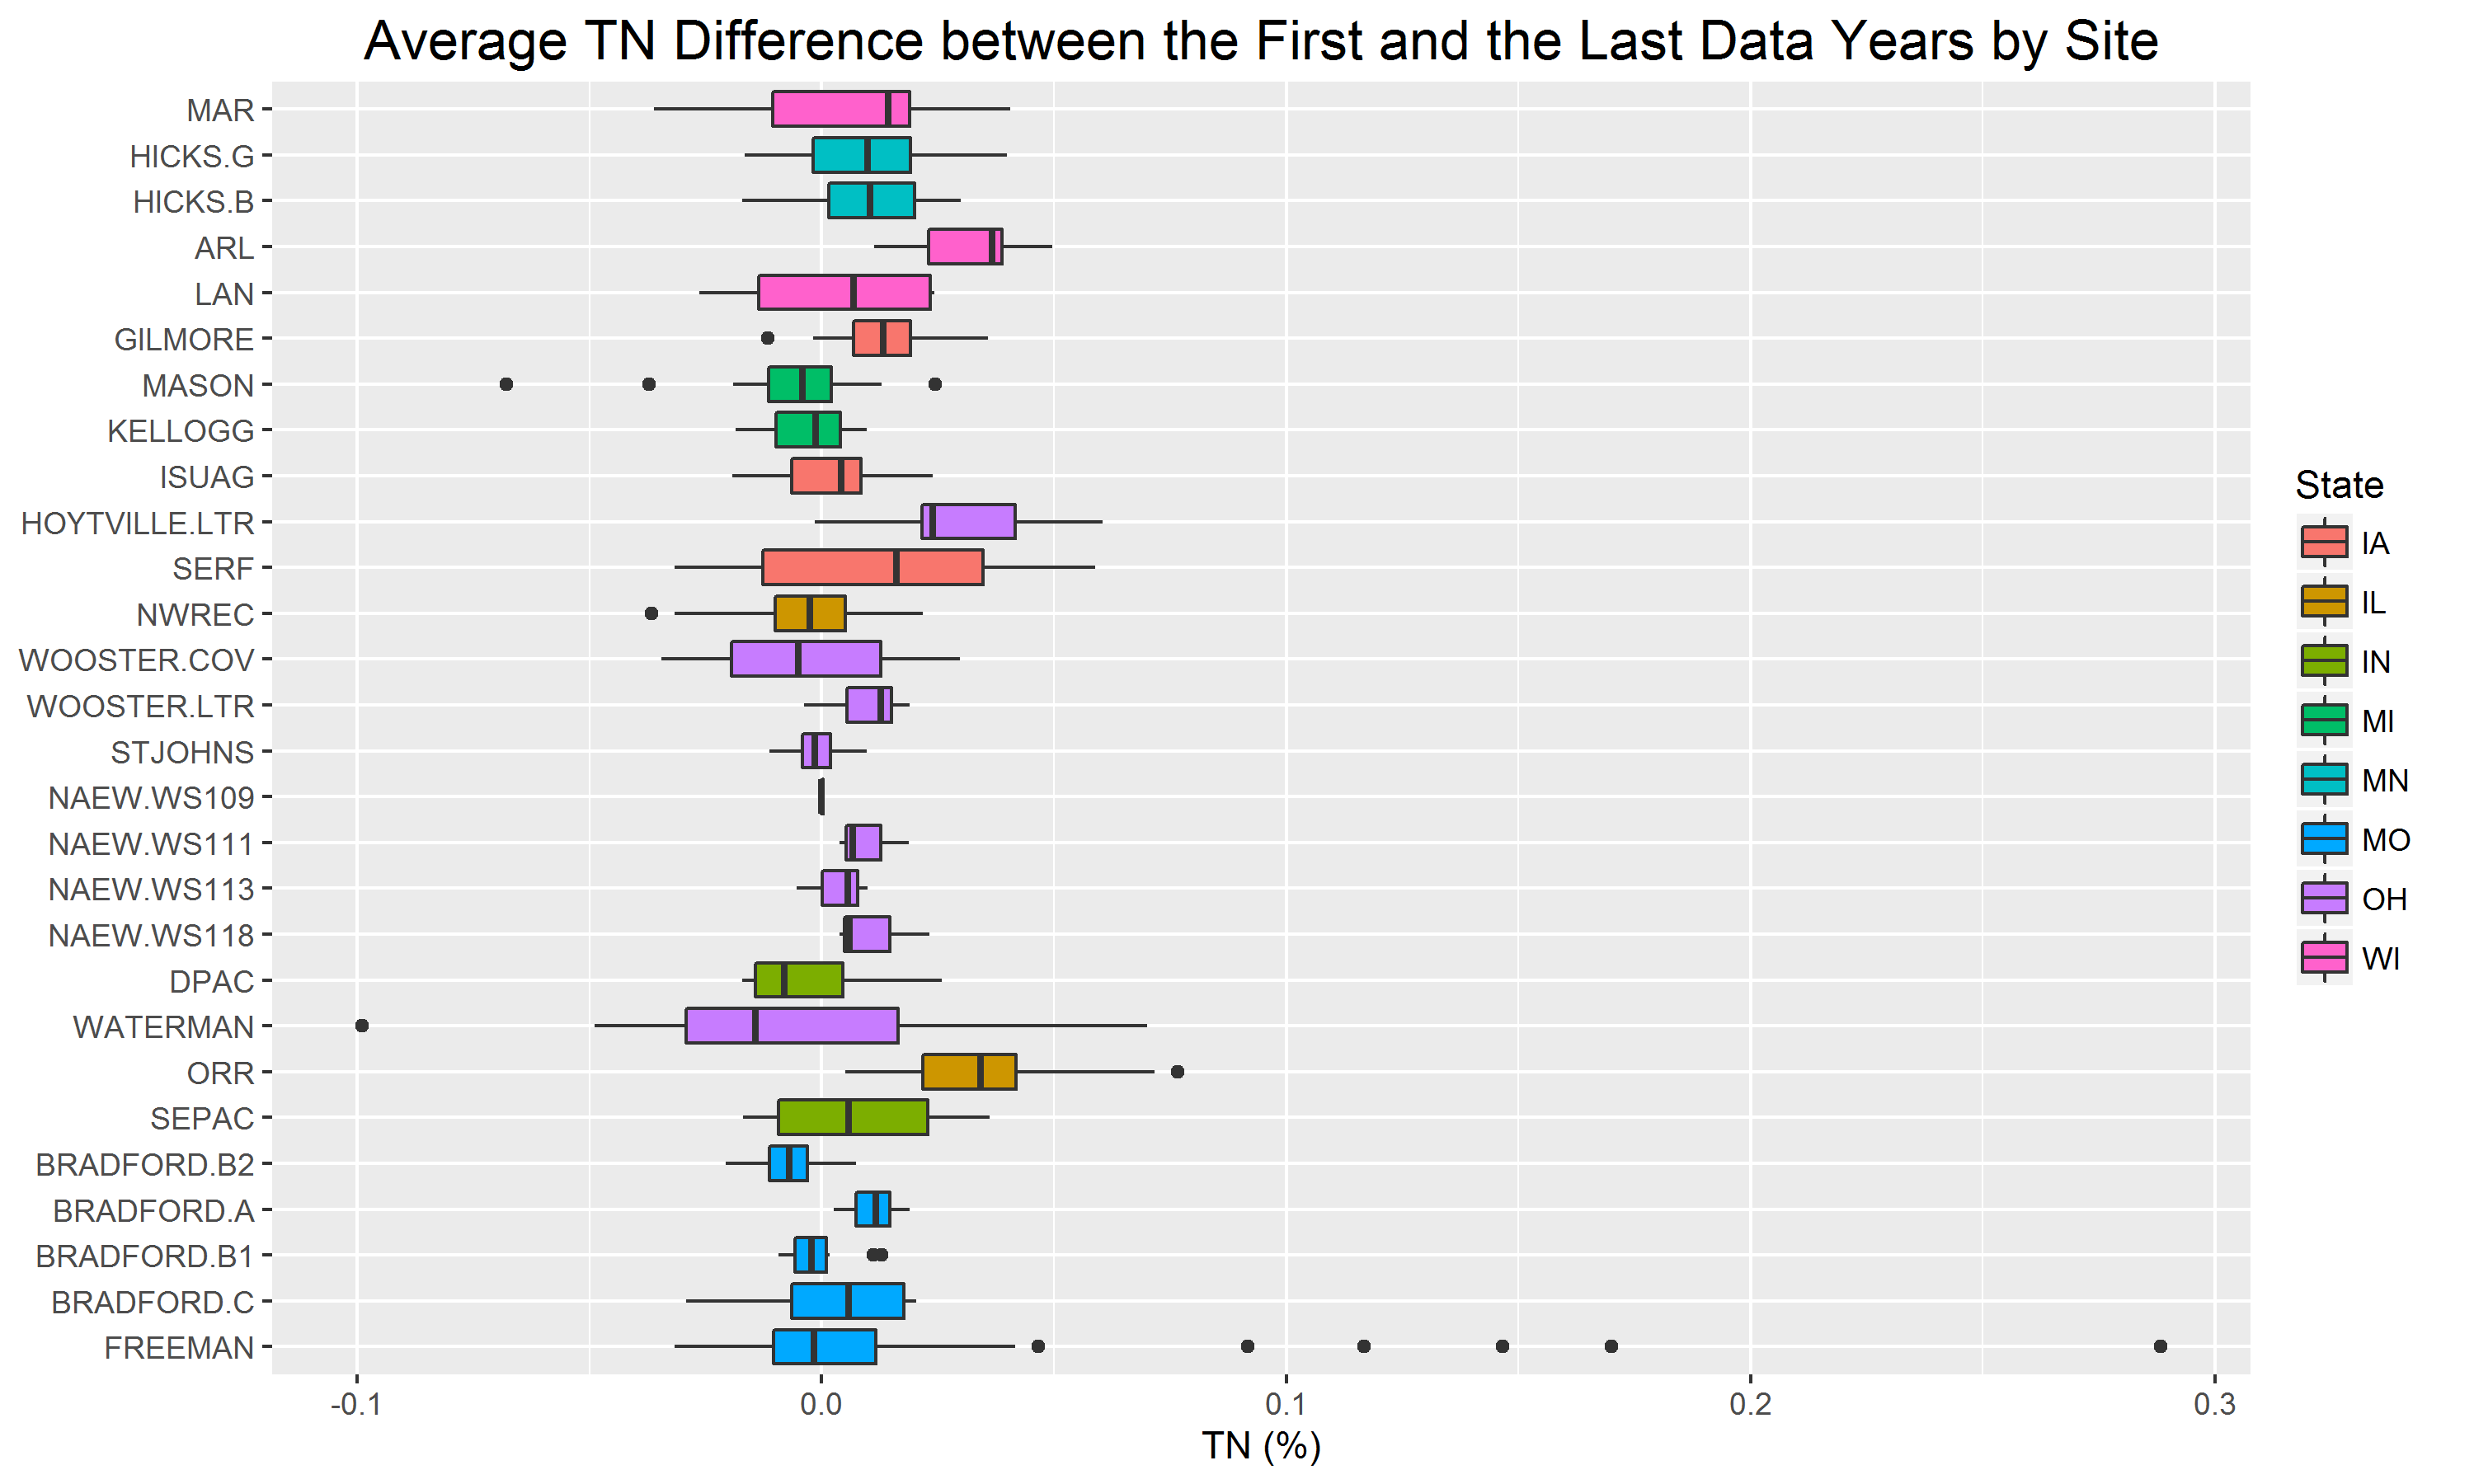 Average TN Difference between the First and the Last Data Years by Site
MAR
HICKS.G
HICKS.B
ARL
LAN
GILMORE
MASON
KELLOGG
ISUAG
HOYTVILLE.LTR
SERF
NWREC
WOOSTER.COV
WOOSTER.LTR
STJOHNS
NAEW.WS109
NAEW.WS111
NAEW.WS113
NAEW.WS118
DPAC
WATERMAN
ORR
SEPAC
BRADFORD.B2
BRADFORD.A
BRADFORD.B1
BRADFORD.C
FREEMAN
-0.1 0.0 0.1 0.2 0.3
TN (%)
State
IA
IL
IN
MI
MN
MO
OH
WI